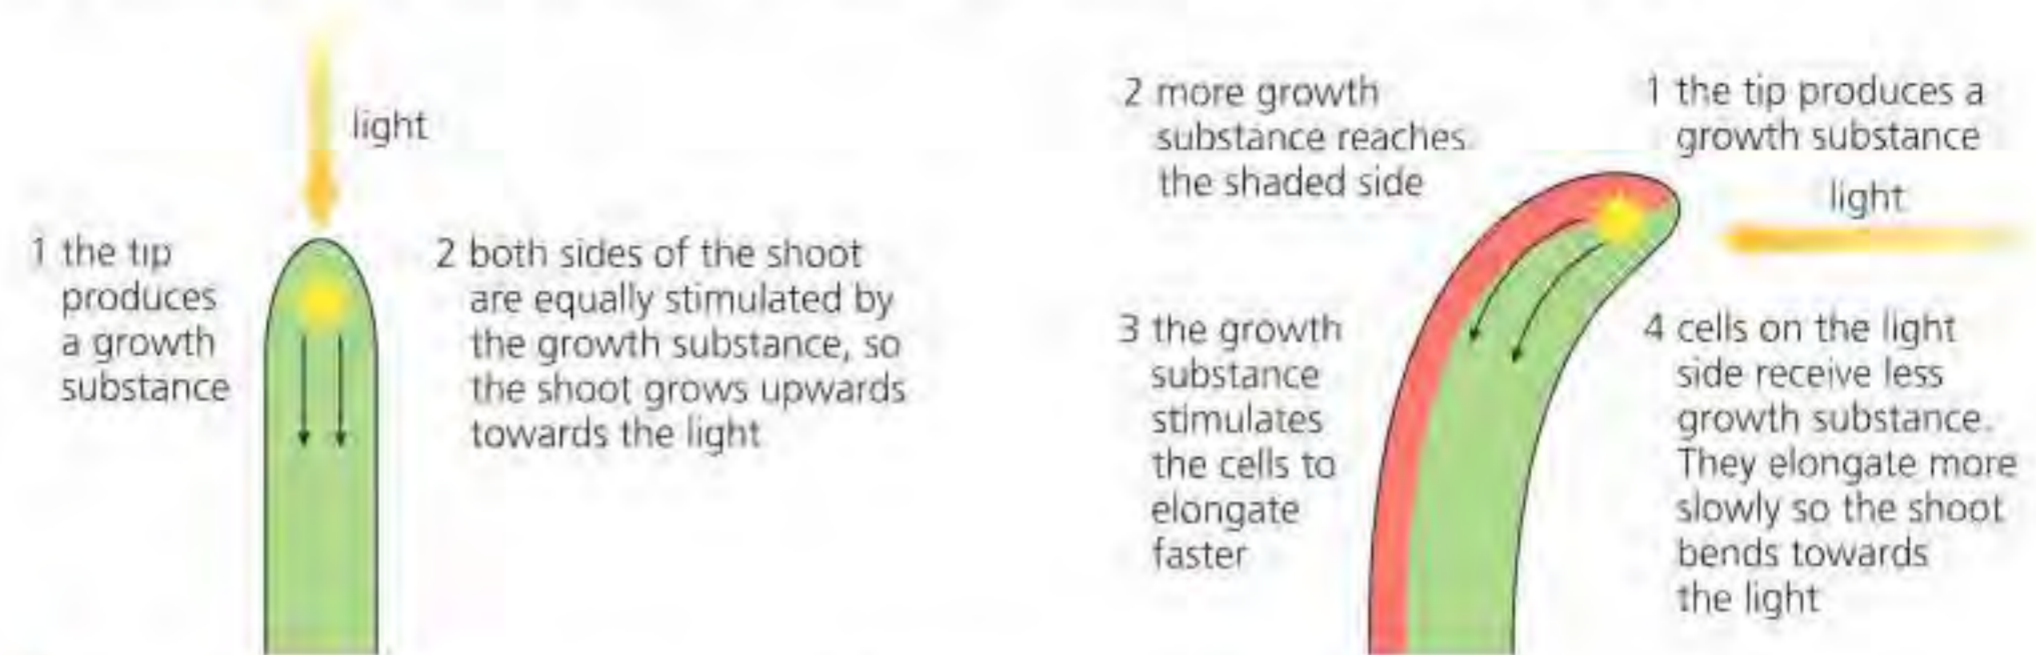 light
1 the tip
produces
a growth
substance
2 both sides of the shoot
are equally stimulated by
the growth substance, so
the shoot grows upwards
towards the light
2 more growth
substance reaches
the shaded side
1 the tip produces a
growth substance
light
3 the growth
substance
stimulates
the cells to
elongate
faster
4 cells on the light
side receive less
growth substance.
They elongate more
slowly so the shoot
bends towards
the light